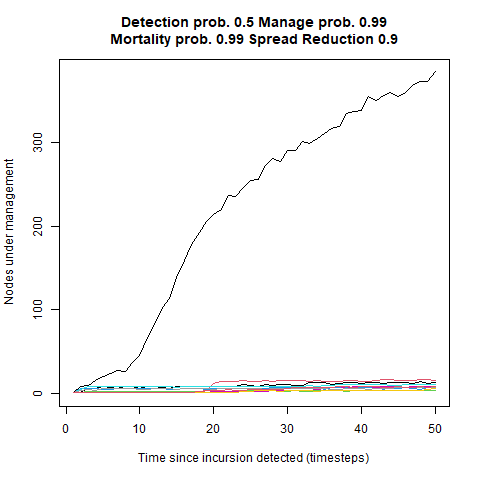 Detection prob. 0.5 Manage prob. 0.99
Mortality prob. 0.99 Spread Reduction 0.9
Nodes under management
300
200
100
0
0 10 20 30 40 50
Time since incursion detected (timesteps)